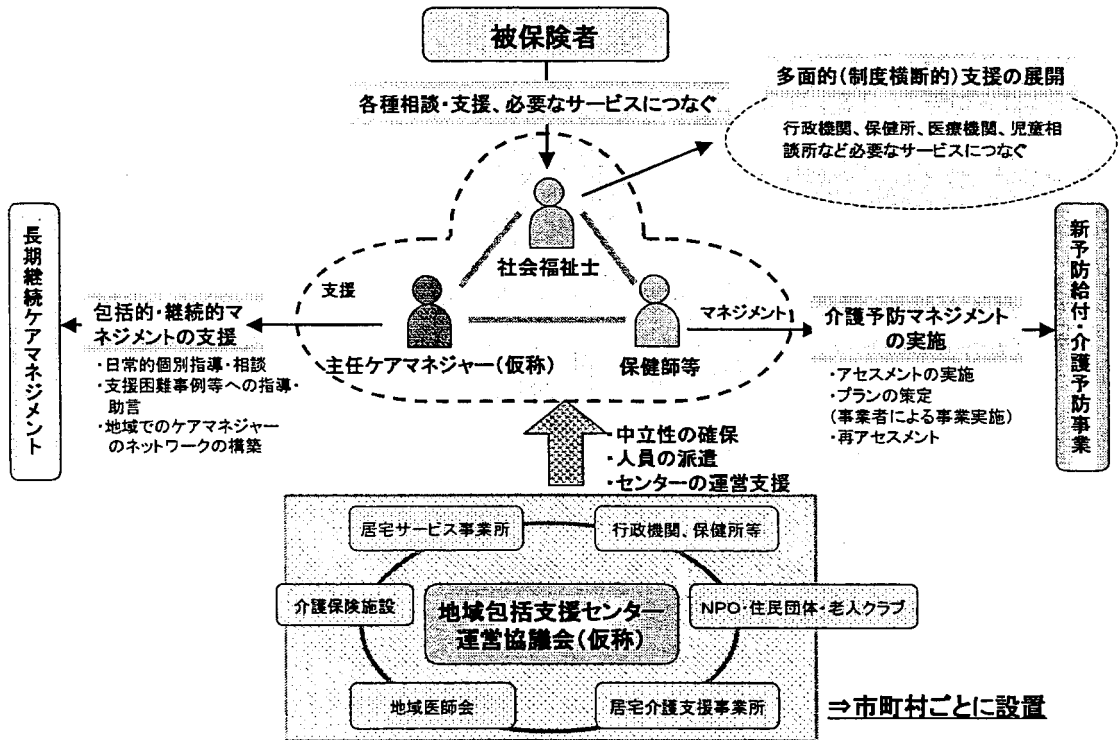 被保険者
各種相談・支援、必要なサービスにつなぐ
多面的(制度横断的)支援の展開
行政機関、保健所、医療機関、児童相
談所など必要なサービスにつなぐ
社会福祉士
支援
主任ケアマネジャー(仮称)
保健師等
マネジメント
長期継続ケアマネジメント
包括的・継続的マ
ネジメントの支援
・日常的個別指導・相談
・支援困難事例等への指導・
助言
・地域でのケアマネジャー
のネットワークの構築
介護予防マネジメント
の実施
・アセスメントの実施
・プランの策定
(事業者による事業実施)
・再アセスメント
新予防給付・介護予防事業
・中立性の確保
・人員の派遣
・センターの運営支援
居宅サービス事業所
行政機関、保健所等
介護保険施設
地域包括支援センター
運営協議会(仮称)
NPO・住民団体・老人クラブ
地域医師会
居宅介護支援事業所
⇒市町村ごとに設置